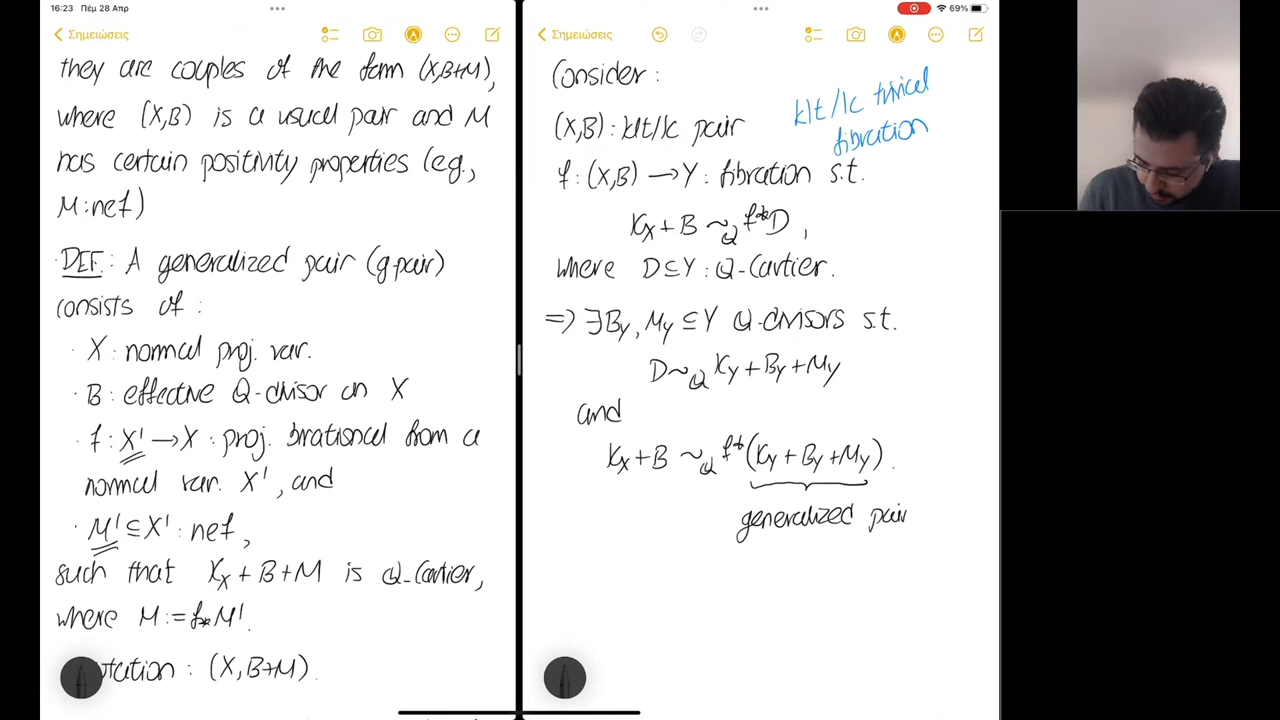 16:23 Πέμ 28 Απρ
69%
Σημειώσεις
they are couples of the form (X,B+M),
where (X,B) is a usual pair and M
has certain positivity properties (e.g.,
M:nef)
DEF: A generalized pair (g-pair)
consists of :
· X : normal proj. var.
· B : effective Q-divisor on X
· f : X' → X : proj. birational from a
normal var. X', and
· M' ⊆ X' : nef,
such that K_X + B + M is Q-Cartier,
where M := f_* M'.
tation : (X, B+M).
Σημειώσεις
Consider :
(X,B) : klt/lc pair
klt/lc trivial
fibration
f : (X,B) → Y : fibration s.t.
K_X + B ~_Q f^*D ,
where D ⊆ Y : Q-Cartier.
⇒ ∃ B_Y, M_Y ⊆ Y Q-divisors s.t.
D ~_Q K_Y + B_Y + M_Y
and
K_X + B ~_Q f^*(K_Y + B_Y + M_Y) .
generalized pair